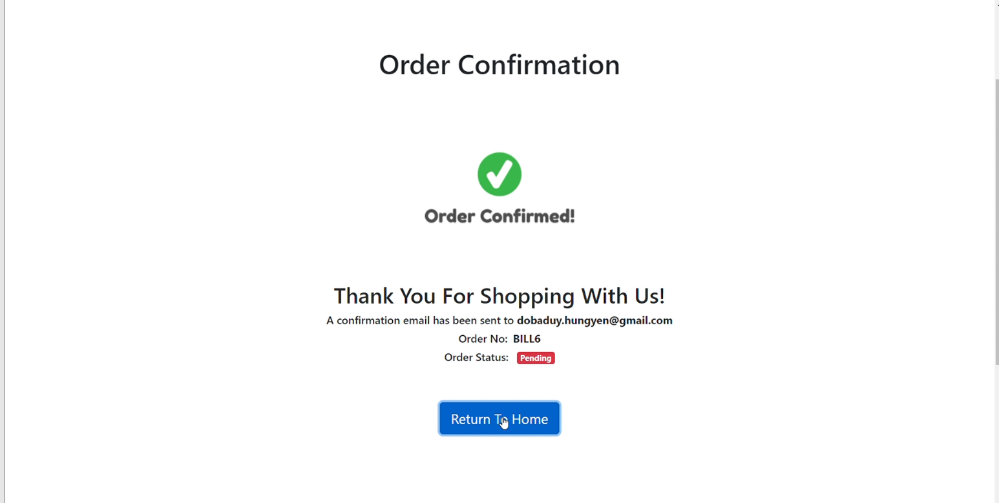 Order Confirmation
Order Confirmed!
Thank You For Shopping With Us!
A confirmation email has been sent to dobaduy.hungyen@gmail.com
Order No: BILL6
Order Status: Pending
Return To Home